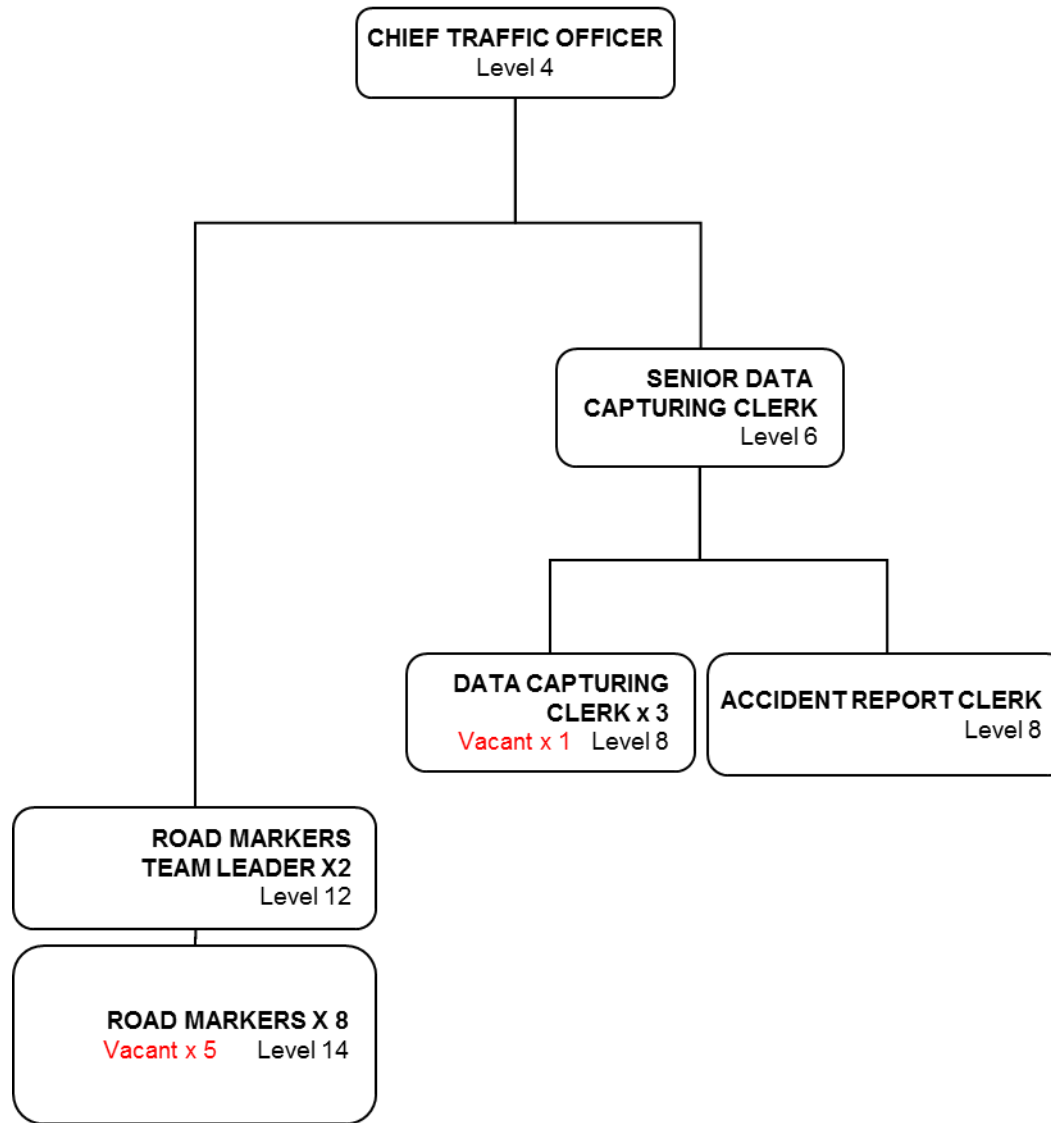 CHIEF TRAFFIC OFFICER
Level 4
SENIOR DATA
CAPTURING CLERK
Level 6
DATA CAPTURING
CLERK x 3
Vacant x 1 Level 8
ACCIDENT REPORT CLERK
Level 8
ROAD MARKERS
TEAM LEADER X2
Level 12
ROAD MARKERS X 8
Vacant x 5 Level 14